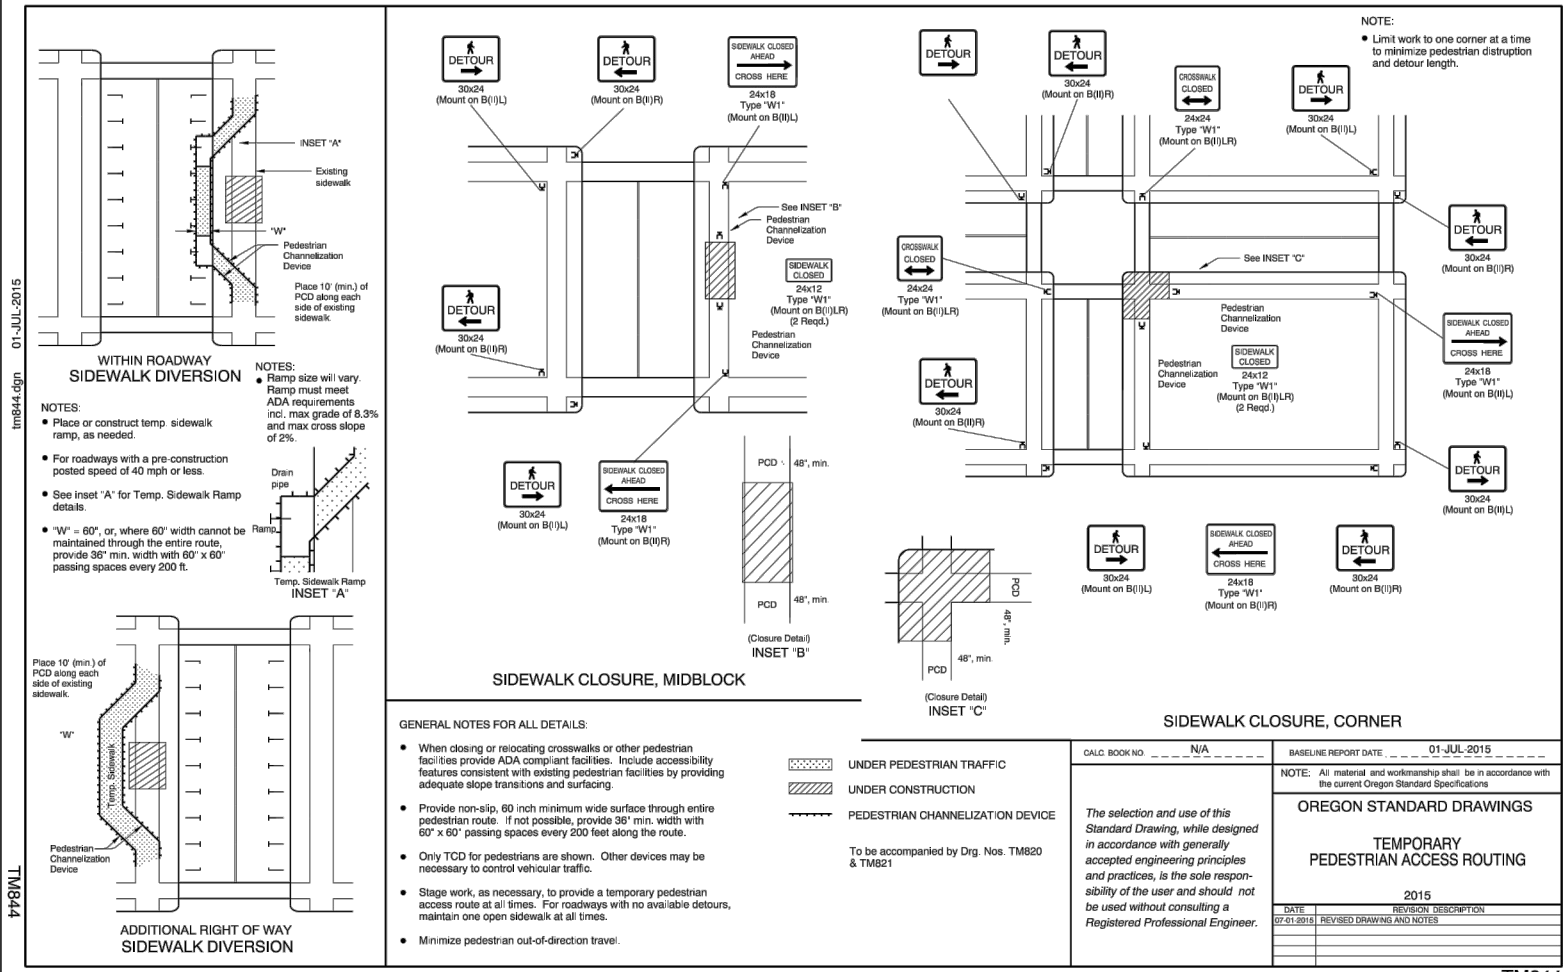 INSET "A"
Existing
sidewalk
"W"
Pedestrian
Channelization
Device
Place 10' (min.) of
PCD along each
side of existing
sidewalk.
WITHIN ROADWAY
SIDEWALK DIVERSION
NOTES:
• Place or construct temp. sidewalk
ramp, as needed.
• For roadways with a pre-construction
posted speed of 40 mph or less.
• See inset "A" for Temp. Sidewalk Ramp
details.
• "W" = 60", or, where 60" width cannot be
maintained through the entire route,
provide 36" min. width with 60" x 60"
passing spaces every 200 ft.
NOTES:
• Ramp size will vary.
Ramp must meet
ADA requirements
incl. max grade of 8.3%
and max cross slope
of 2%.
Drain
pipe
Ramp
Temp. Sidewalk Ramp
INSET "A"
Place 10' (min.) of
PCD along each
side of existing
sidewalk.
"W"
Temp. Sidewalk
Pedestrian
Channelization
Device
ADDITIONAL RIGHT OF WAY
SIDEWALK DIVERSION
tm844.dgn 01-JUL-2015
TM844
DETOUR
30x24
(Mount on B(II)L)
DETOUR
30x24
(Mount on B(II)R)
SIDEWALK CLOSED
AHEAD
CROSS HERE
24x18
Type "W1"
(Mount on B(II)L)
See INSET "B"
Pedestrian
Channelization
Device
SIDEWALK
CLOSED
24x12
Type "W1"
(Mount on B(II)LR)
(2 Reqd.)
Pedestrian
Channelization
Device
DETOUR
30x24
(Mount on B(II)R)
DETOUR
30x24
(Mount on B(II)L)
SIDEWALK CLOSED
AHEAD
CROSS HERE
24x18
Type "W1"
(Mount on B(II)R)
PCD 48", min.
PCD 48", min.
(Closure Detail)
INSET "B"
SIDEWALK CLOSURE, MIDBLOCK
DETOUR
30x24
(Mount on B(II)L)
DETOUR
30x24
(Mount on B(II)R)
CROSSWALK
CLOSED
24x24
Type "W1"
(Mount on B(II)LR)
DETOUR
30x24
(Mount on B(II)L)
NOTE:
• Limit work to one corner at a time
to minimize pedestrian distruption
and detour length.
DETOUR
30x24
(Mount on B(II)R)
CROSSWALK
CLOSED
24x24
Type "W1"
(Mount on B(II)LR)
See INSET "C"
Pedestrian
Channelization
Device
Pedestrian
Channelization
Device
SIDEWALK
CLOSED
24x12
Type "W1"
(Mount on B(II)LR)
(2 Reqd.)
SIDEWALK CLOSED
AHEAD
CROSS HERE
24x18
Type "W1"
(Mount on B(II)L)
DETOUR
30x24
(Mount on B(II)R)
DETOUR
30x24
(Mount on B(II)L)
DETOUR
30x24
(Mount on B(II)L)
SIDEWALK CLOSED
AHEAD
CROSS HERE
24x18
Type "W1"
(Mount on B(II)R)
DETOUR
30x24
(Mount on B(II)R)
PCD
48", min.
PCD
48", min.
(Closure Detail)
INSET "C"
SIDEWALK CLOSURE, CORNER
GENERAL NOTES FOR ALL DETAILS:
• When closing or relocating crosswalks or other pedestrian
facilities provide ADA compliant facilities. Include accessibility
features consistent with existing pedestrian facilities by providing
adequate slope transitions and surfacing.
• Provide non-slip, 60 inch minimum wide surface through entire
pedestrian route. If not possible, provide 36" min. width with
60" x 60" passing spaces every 200 feet along the route.
• Only TCD for pedestrians are shown. Other devices may be
necessary to control vehicular traffic.
• Stage work, as necessary, to provide a temporary pedestrian
access route at all times. For roadways with no available detours,
maintain one open sidewalk at all times.
• Minimize pedestrian out-of-direction travel.
UNDER PEDESTRIAN TRAFFIC
UNDER CONSTRUCTION
PEDESTRIAN CHANNELIZATION DEVICE
To be accompanied by Drg. Nos. TM820
& TM821
CALC. BOOK NO. N/A
BASELINE REPORT DATE 01-JUL-2015
NOTE: All material and workmanship shall be in accordance with
the current Oregon Standard Specifications
The selection and use of this
Standard Drawing, while designed
in accordance with generally
accepted engineering principles
and practices, is the sole respon-
sibility of the user and should not
be used without consulting a
Registered Professional Engineer.
OREGON STANDARD DRAWINGS
TEMPORARY
PEDESTRIAN ACCESS ROUTING
2015
DATE REVISION DESCRIPTION
07-01-2015 REVISED DRAWING AND NOTES